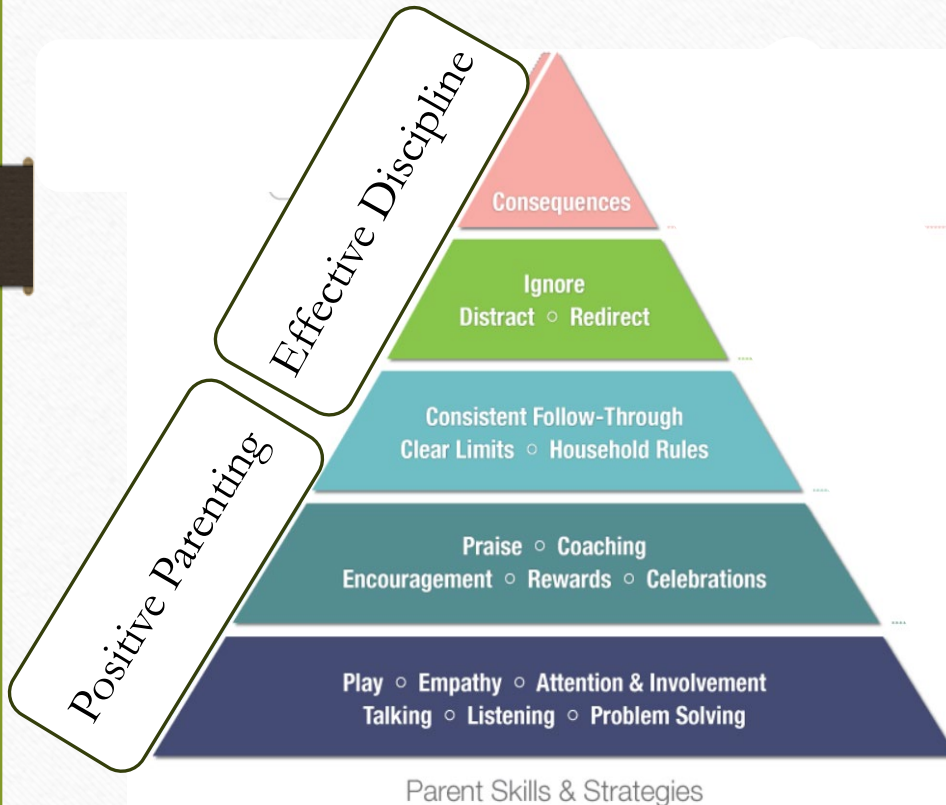 Effective Discipline
Positive Parenting
Consequences
Ignore
Distract ○ Redirect
Consistent Follow-Through
Clear Limits ○ Household Rules
Praise ○ Coaching
Encouragement ○ Rewards ○ Celebrations
Play ○ Empathy ○ Attention & Involvement
Talking ○ Listening ○ Problem Solving
Parent Skills & Strategies